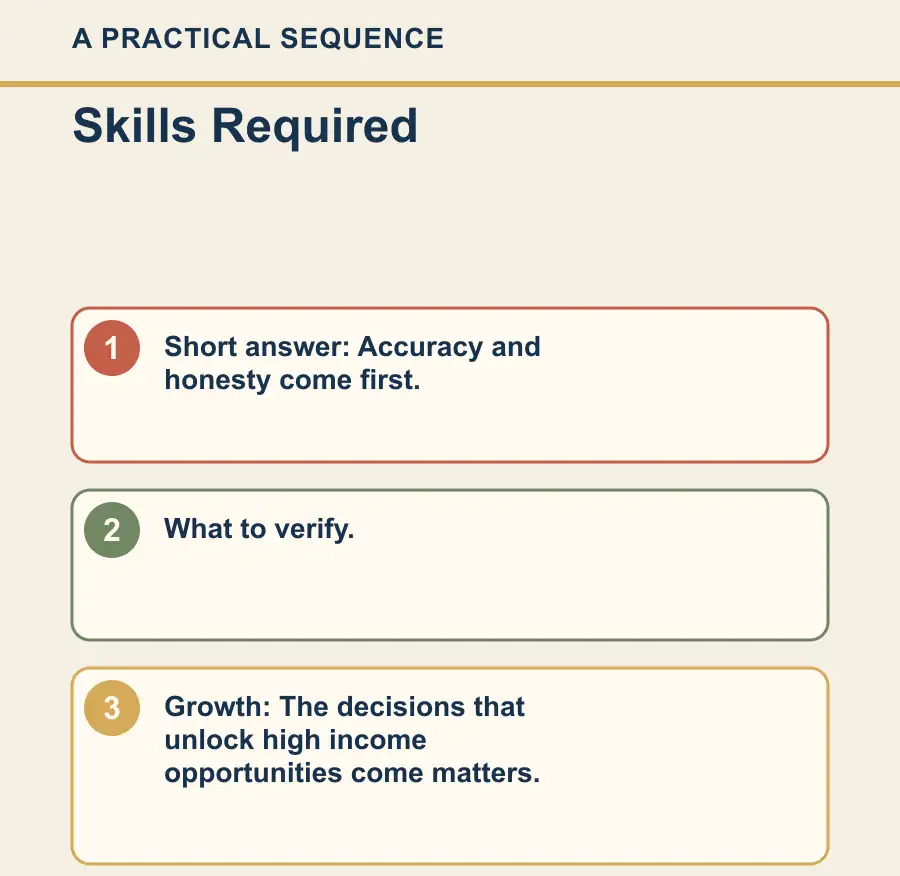 A PRACTICAL SEQUENCE
Skills Required
1
Short answer: Accuracy and
honesty come first.
2
What to verify.
3
Growth: The decisions that
unlock high income
opportunities come matters.